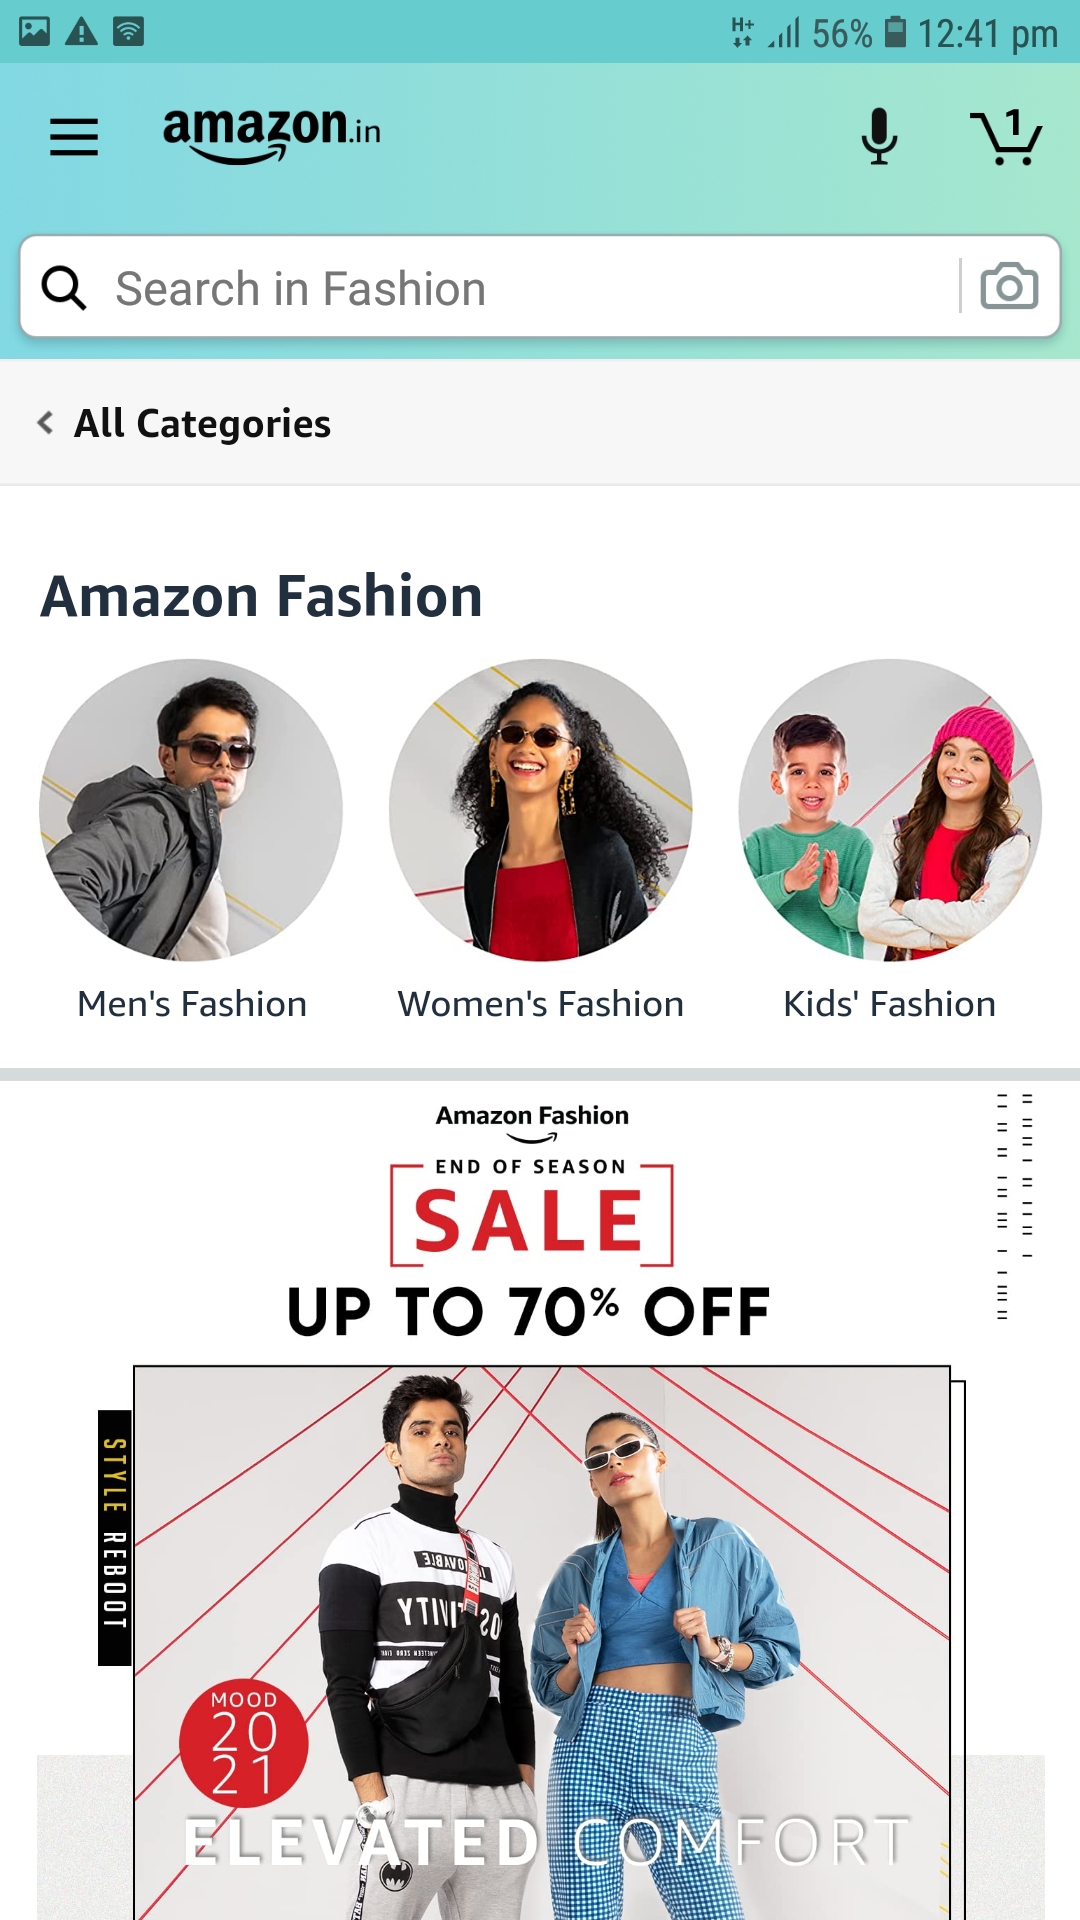 H+ 56% 12:41 pm
amazon.in
1
Search in Fashion
All Categories
Amazon Fashion
Men's Fashion
Women's Fashion
Kids' Fashion
Amazon Fashion
END OF SEASON
SALE
UP TO 70% OFF
STYLE REBOOT
MOOD
20
21
ELEVATED COMFORT